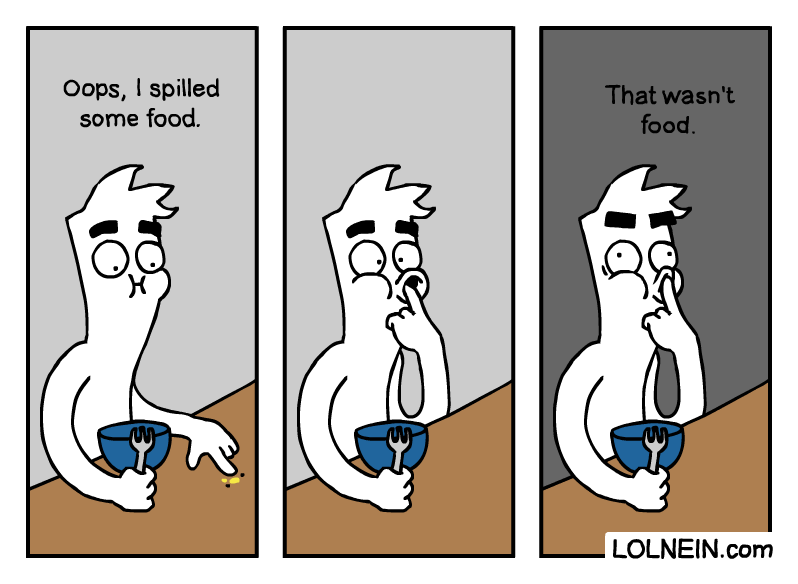 Oops, I spilled
some food.
That wasn't
food.
LOLNEIN.com